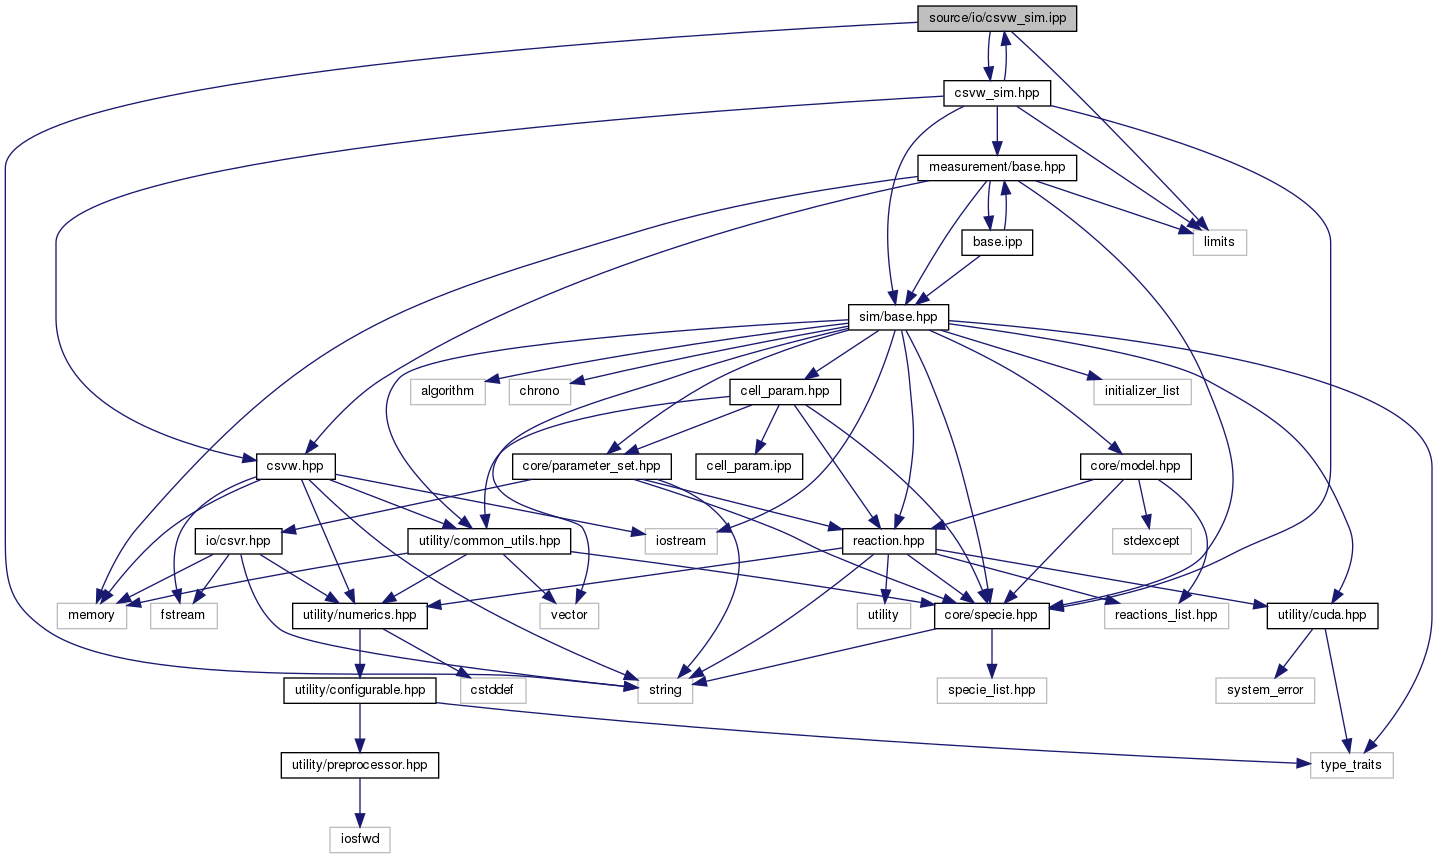 source/io/csvw_sim.ipp
csvw_sim.hpp
measurement/base.hpp
base.ipp
limits
sim/base.hpp
algorithm
chrono
cell_param.hpp
initializer_list
csvw.hpp
core/parameter_set.hpp
cell_param.ipp
core/model.hpp
io/csvr.hpp
utility/common_utils.hpp
iostream
reaction.hpp
stdexcept
memory
fstream
utility/numerics.hpp
vector
utility
core/specie.hpp
reactions_list.hpp
utility/cuda.hpp
utility/configurable.hpp
cstddef
string
specie_list.hpp
system_error
utility/preprocessor.hpp
type_traits
iosfwd